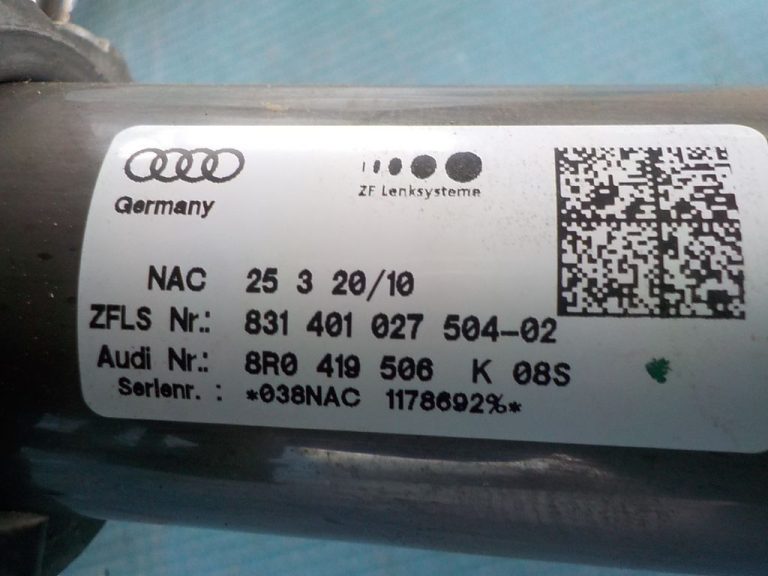 Germany
ZF Lenksysteme
NAC 25 3 20/10
ZFLS Nr.: 831 401 027 504-02
Audi Nr.: 8R0 419 506 K 08S
Serienr. : *038NAC 1178692%*